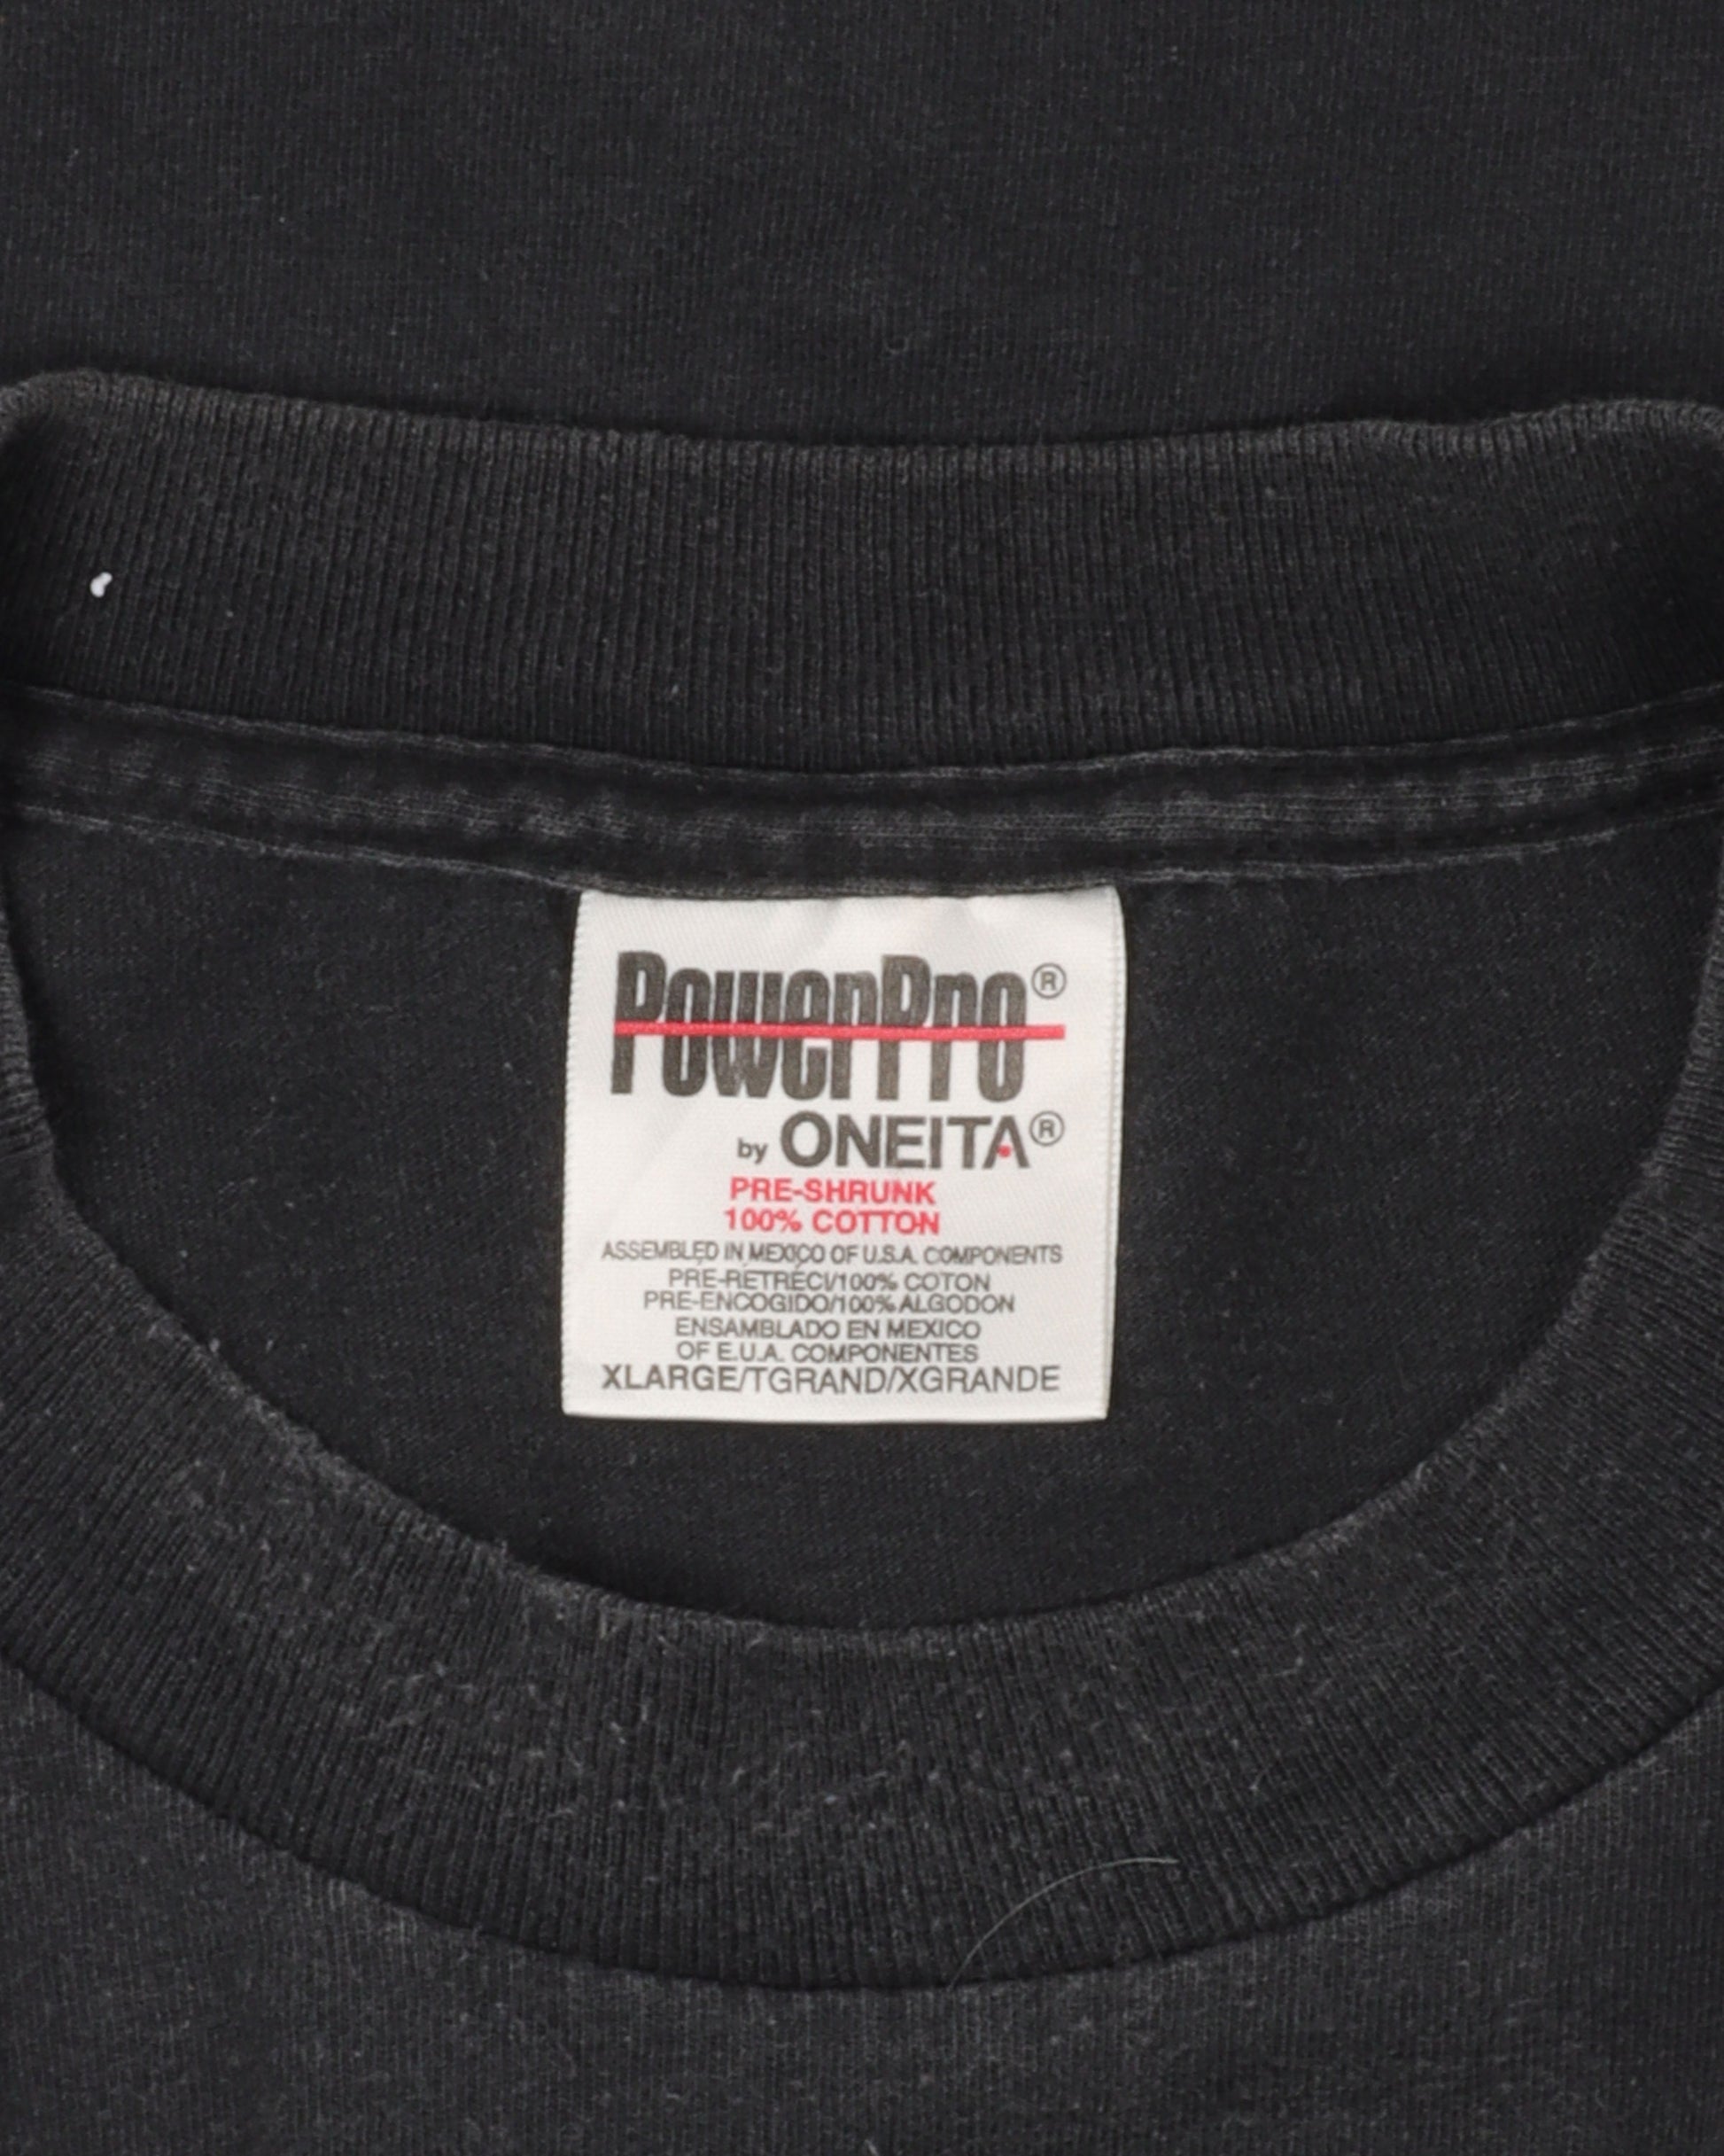 PowerPro®
by ONEITA®
PRE-SHRUNK
100% COTTON
ASSEMBLED IN MEXICO OF U.S.A. COMPONENTS
PRE-RETRECI/100% COTON
PRE-ENCOGIDO/100% ALGODON
ENSAMBLADO EN MEXICO
OF E.U.A. COMPONENTES
XLARGE/TGRAND/XGRANDE